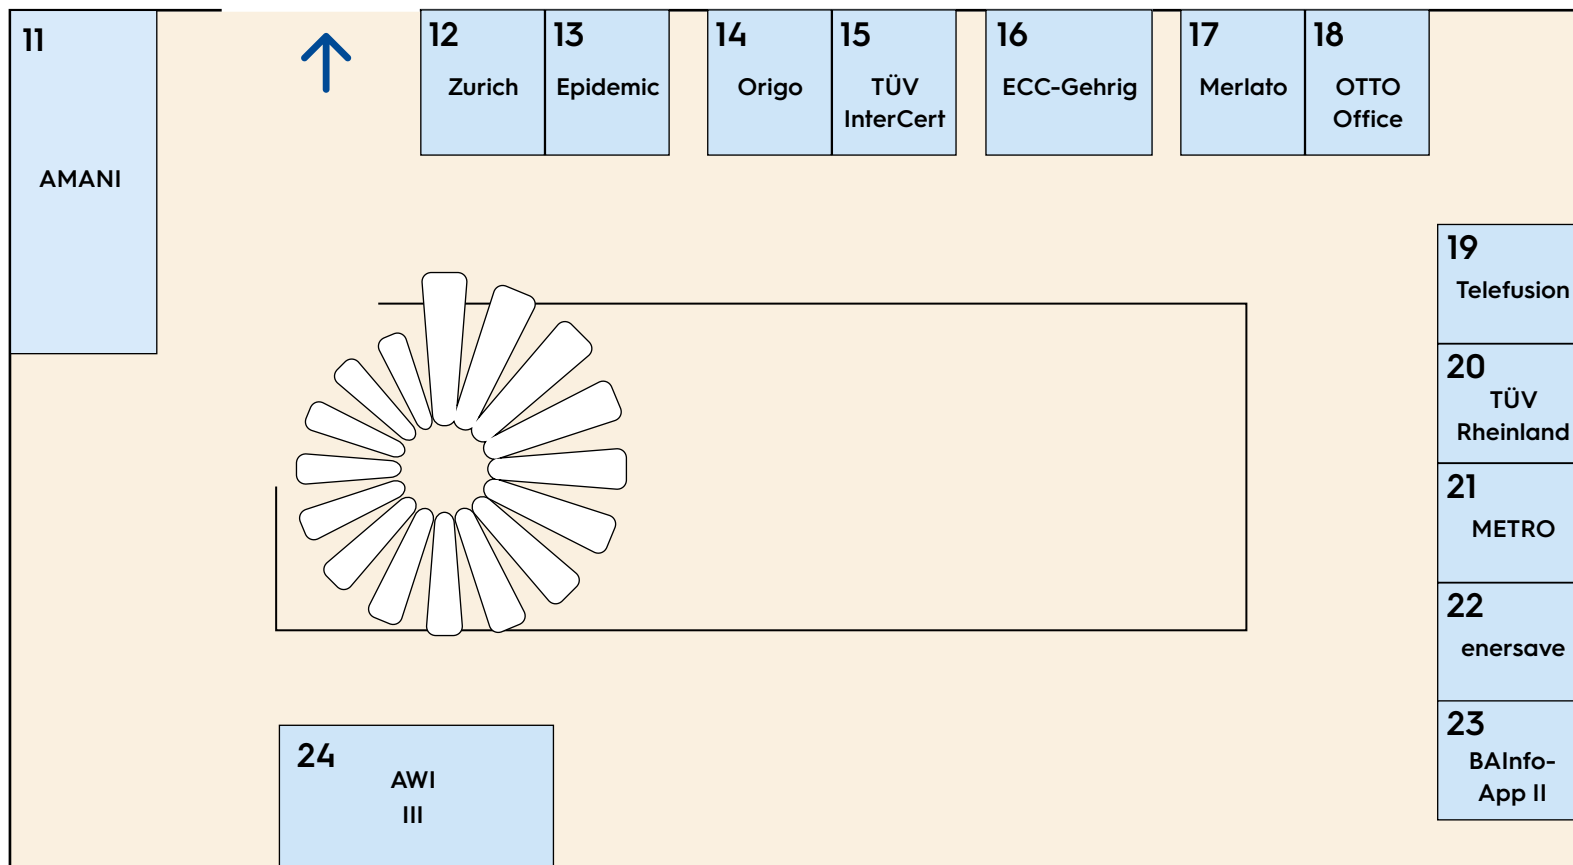 11
AMANI
12
Zurich
13
Epidemic
14
Origo
15
TÜV
InterCert
16
ECC-Gehrig
17
Merlato
18
OTTO
Office
19
Telefusion
20
TÜV
Rheinland
21
METRO
22
enersave
23
BAInfo-
App II
24
AWI
III